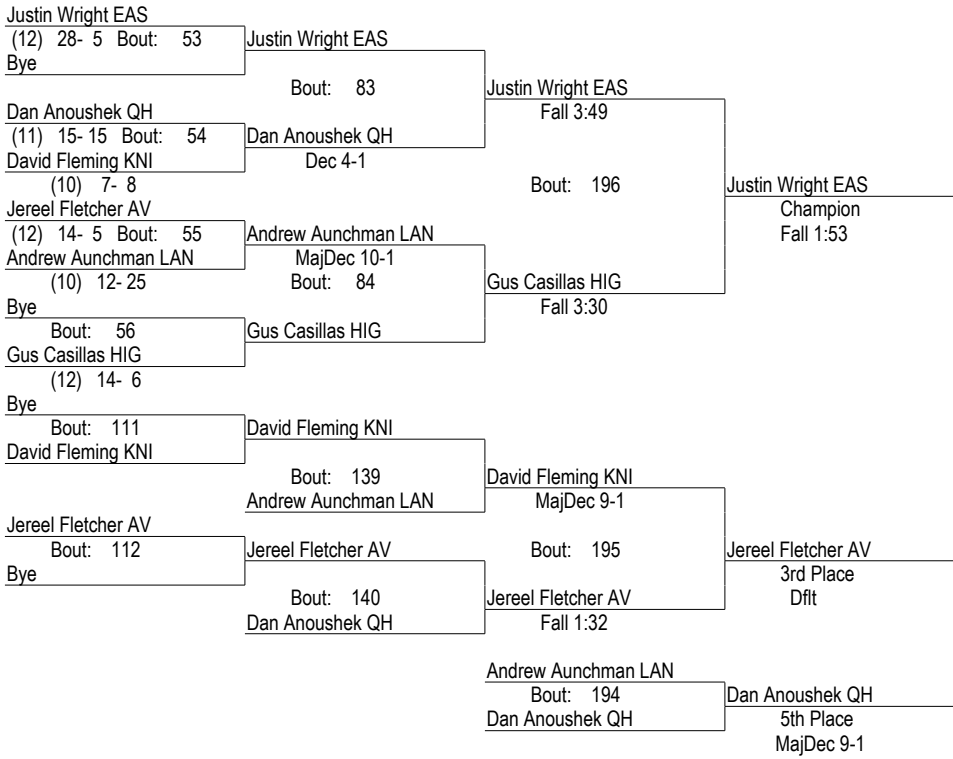 Justin Wright EAS
(12) 28- 5 Bout: 53 Justin Wright EAS
Bye
Bout: 83 Justin Wright EAS
Dan Anoushek QH Fall 3:49
(11) 15- 15 Bout: 54 Dan Anoushek QH
David Fleming KNI Dec 4-1
(10) 7- 8 Bout: 196 Justin Wright EAS
Jereel Fletcher AV Champion
(12) 14- 5 Bout: 55 Andrew Aunchman LAN Fall 1:53
Andrew Aunchman LAN MajDec 10-1
(10) 12- 25 Bout: 84 Gus Casillas HIG
Bye Fall 3:30
Bout: 56 Gus Casillas HIG
Gus Casillas HIG
(12) 14- 6
Bye
Bout: 111 David Fleming KNI
David Fleming KNI
Bout: 139 David Fleming KNI
Andrew Aunchman LAN MajDec 9-1
Jereel Fletcher AV
Bout: 112 Jereel Fletcher AV Bout: 195 Jereel Fletcher AV
Bye 3rd Place
Bout: 140 Jereel Fletcher AV Dflt
Dan Anoushek QH Fall 1:32
Andrew Aunchman LAN
Bout: 194 Dan Anoushek QH
Dan Anoushek QH 5th Place
MajDec 9-1